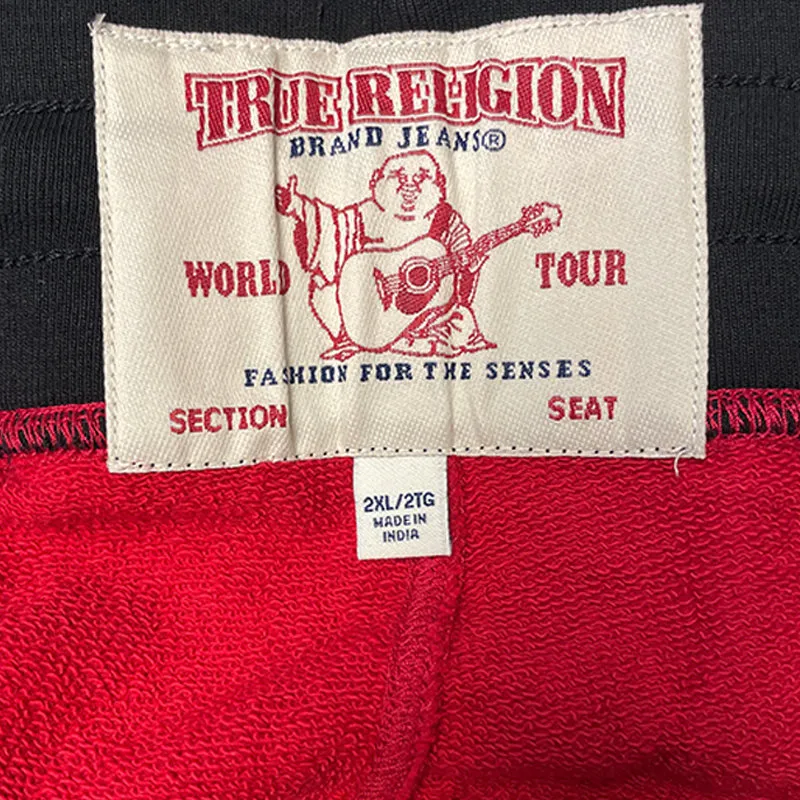 TRUE RELIGION
BRAND JEANS®
WORLD TOUR
FASHION FOR THE SENSES
SECTION SEAT
2XL/2TG
MADE IN
INDIA